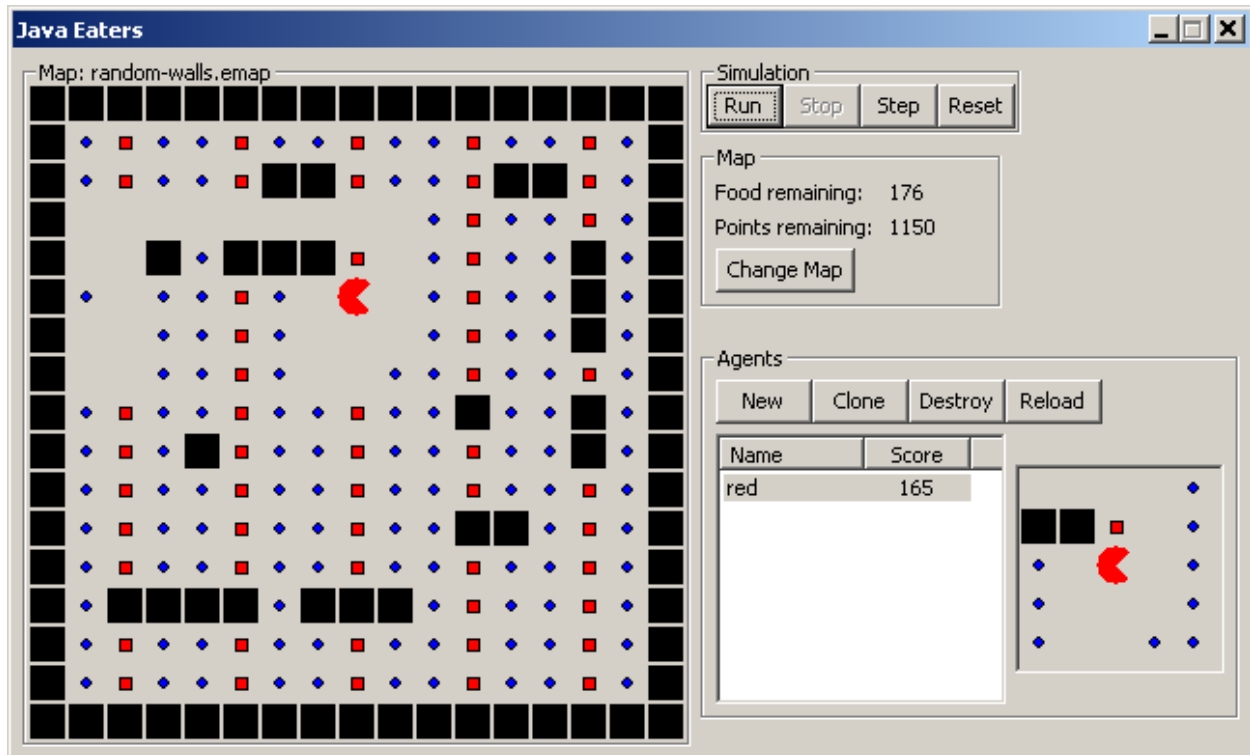 Java Eaters
Map: random-walls.emap
Simulation
Run Stop Step Reset
Map
Food remaining: 176
Points remaining: 1150
Change Map
Agents
New Clone Destroy Reload
Name Score
red 165